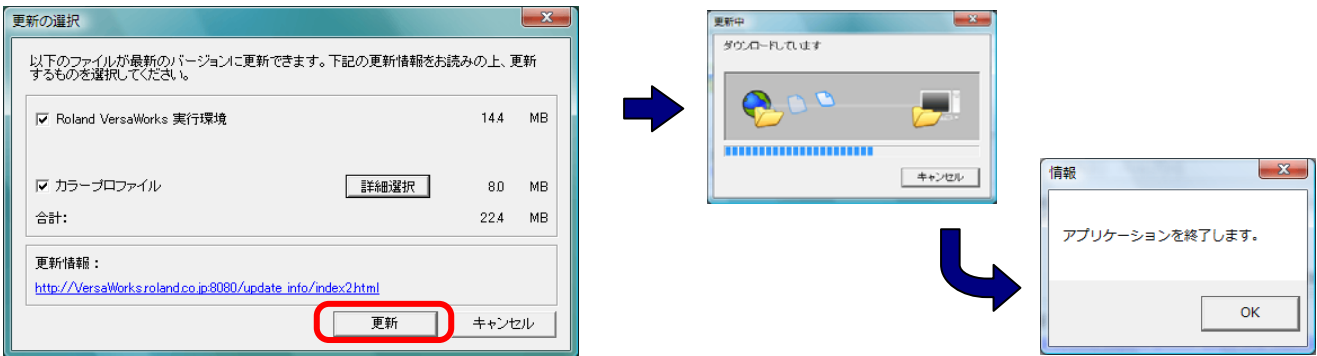 更新の選択
以下のファイルが最新のバージョンに更新できます。下記の更新情報をお読みの上、更新
するものを選択してください。
Roland VersaWorks 実行環境 14.4 MB
カラープロファイル 詳細選択 8.0 MB
合計: 22.4 MB
更新情報：
http://VersaWorks.roland.co.jp:8080/update_info/index2.html
更新 キャンセル
更新中
ダウンロードしています
キャンセル
情報
アプリケーションを終了します。
OK